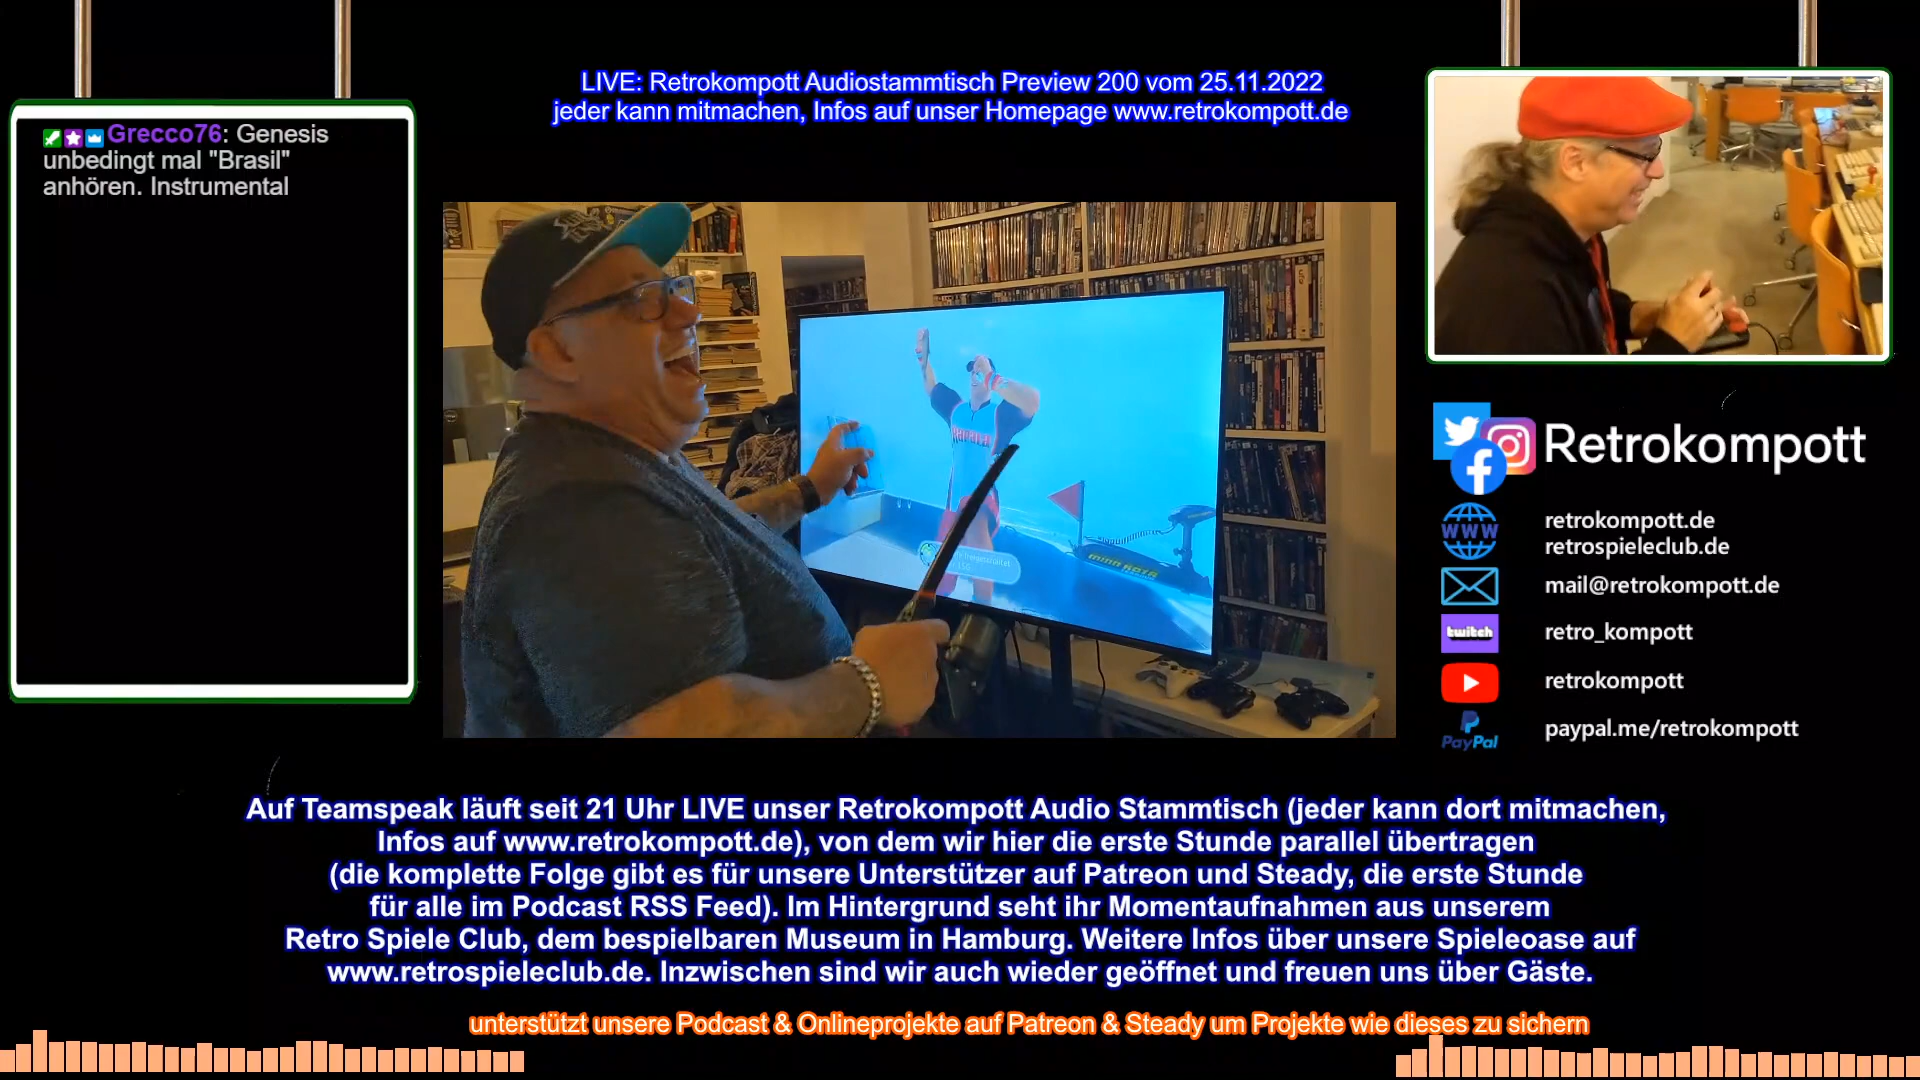 LIVE: Retrokompott Audiostammtisch Preview 200 vom 25.11.2022
jeder kann mitmachen, Infos auf unser Homepage www.retrokompott.de
Grecco76: Genesis
unbedingt mal "Brasil"
anhören. Instrumental
Rapala
MINN KOTA
Retrokompott
WWW
retrokompott.de
retrospieleclub.de
mail@retrokompott.de
twitch
retro_kompott
retrokompott
PayPal
paypal.me/retrokompott
Auf Teamspeak läuft seit 21 Uhr LIVE unser Retrokompott Audio Stammtisch (jeder kann dort mitmachen,
Infos auf www.retrokompott.de), von dem wir hier die erste Stunde parallel übertragen
(die komplette Folge gibt es für unsere Unterstützer auf Patreon und Steady, die erste Stunde
für alle im Podcast RSS Feed). Im Hintergrund seht ihr Momentaufnahmen aus unserem
Retro Spiele Club, dem bespielbaren Museum in Hamburg. Weitere Infos über unsere Spieleoase auf
www.retrospieleclub.de. Inzwischen sind wir auch wieder geöffnet und freuen uns über Gäste.
unterstützt unsere Podcast & Onlineprojekte auf Patreon & Steady um Projekte wie dieses zu sichern